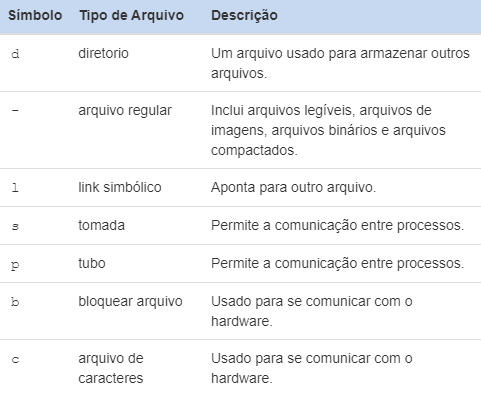 Símbolo Tipo de Arquivo Descrição
d diretorio Um arquivo usado para armazenar outros
arquivos.
- arquivo regular Inclui arquivos legíveis, arquivos de
imagens, arquivos binários e arquivos
compactados.
l link simbólico Aponta para outro arquivo.
s tomada Permite a comunicação entre processos.
p tubo Permite a comunicação entre processos.
b bloquear arquivo Usado para se comunicar com o
hardware.
c arquivo de Usado para se comunicar com o
caracteres hardware.